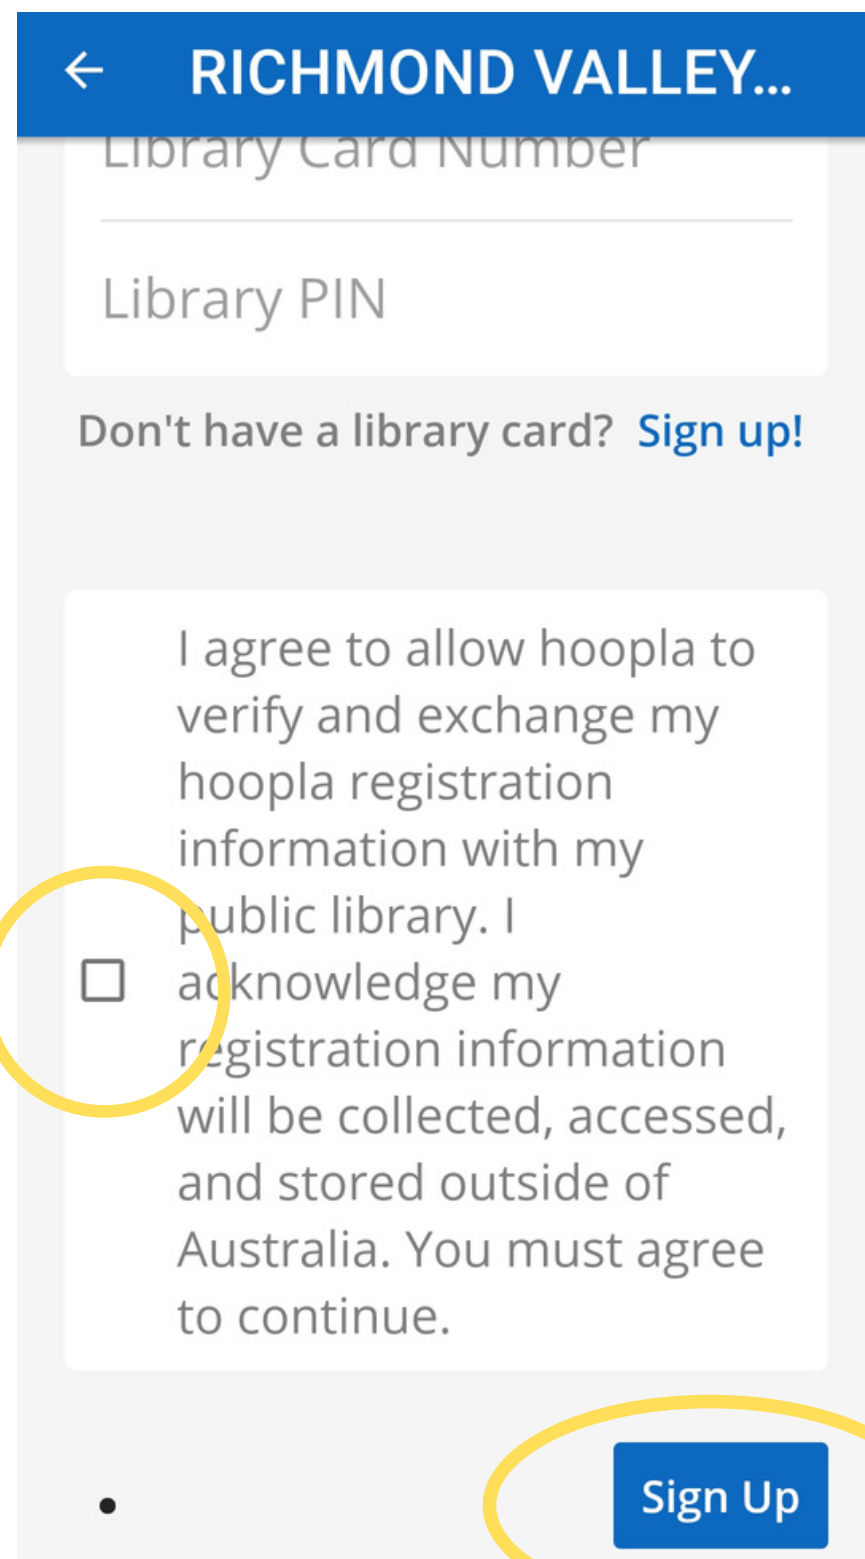 RICHMOND VALLEY...
Library Card Number
Library PIN
Don't have a library card? Sign up!
I agree to allow hoopla to
verify and exchange my
hoopla registration
information with my
public library. I
acknowledge my
registration information
will be collected, accessed,
and stored outside of
Australia. You must agree
to continue.
Sign Up